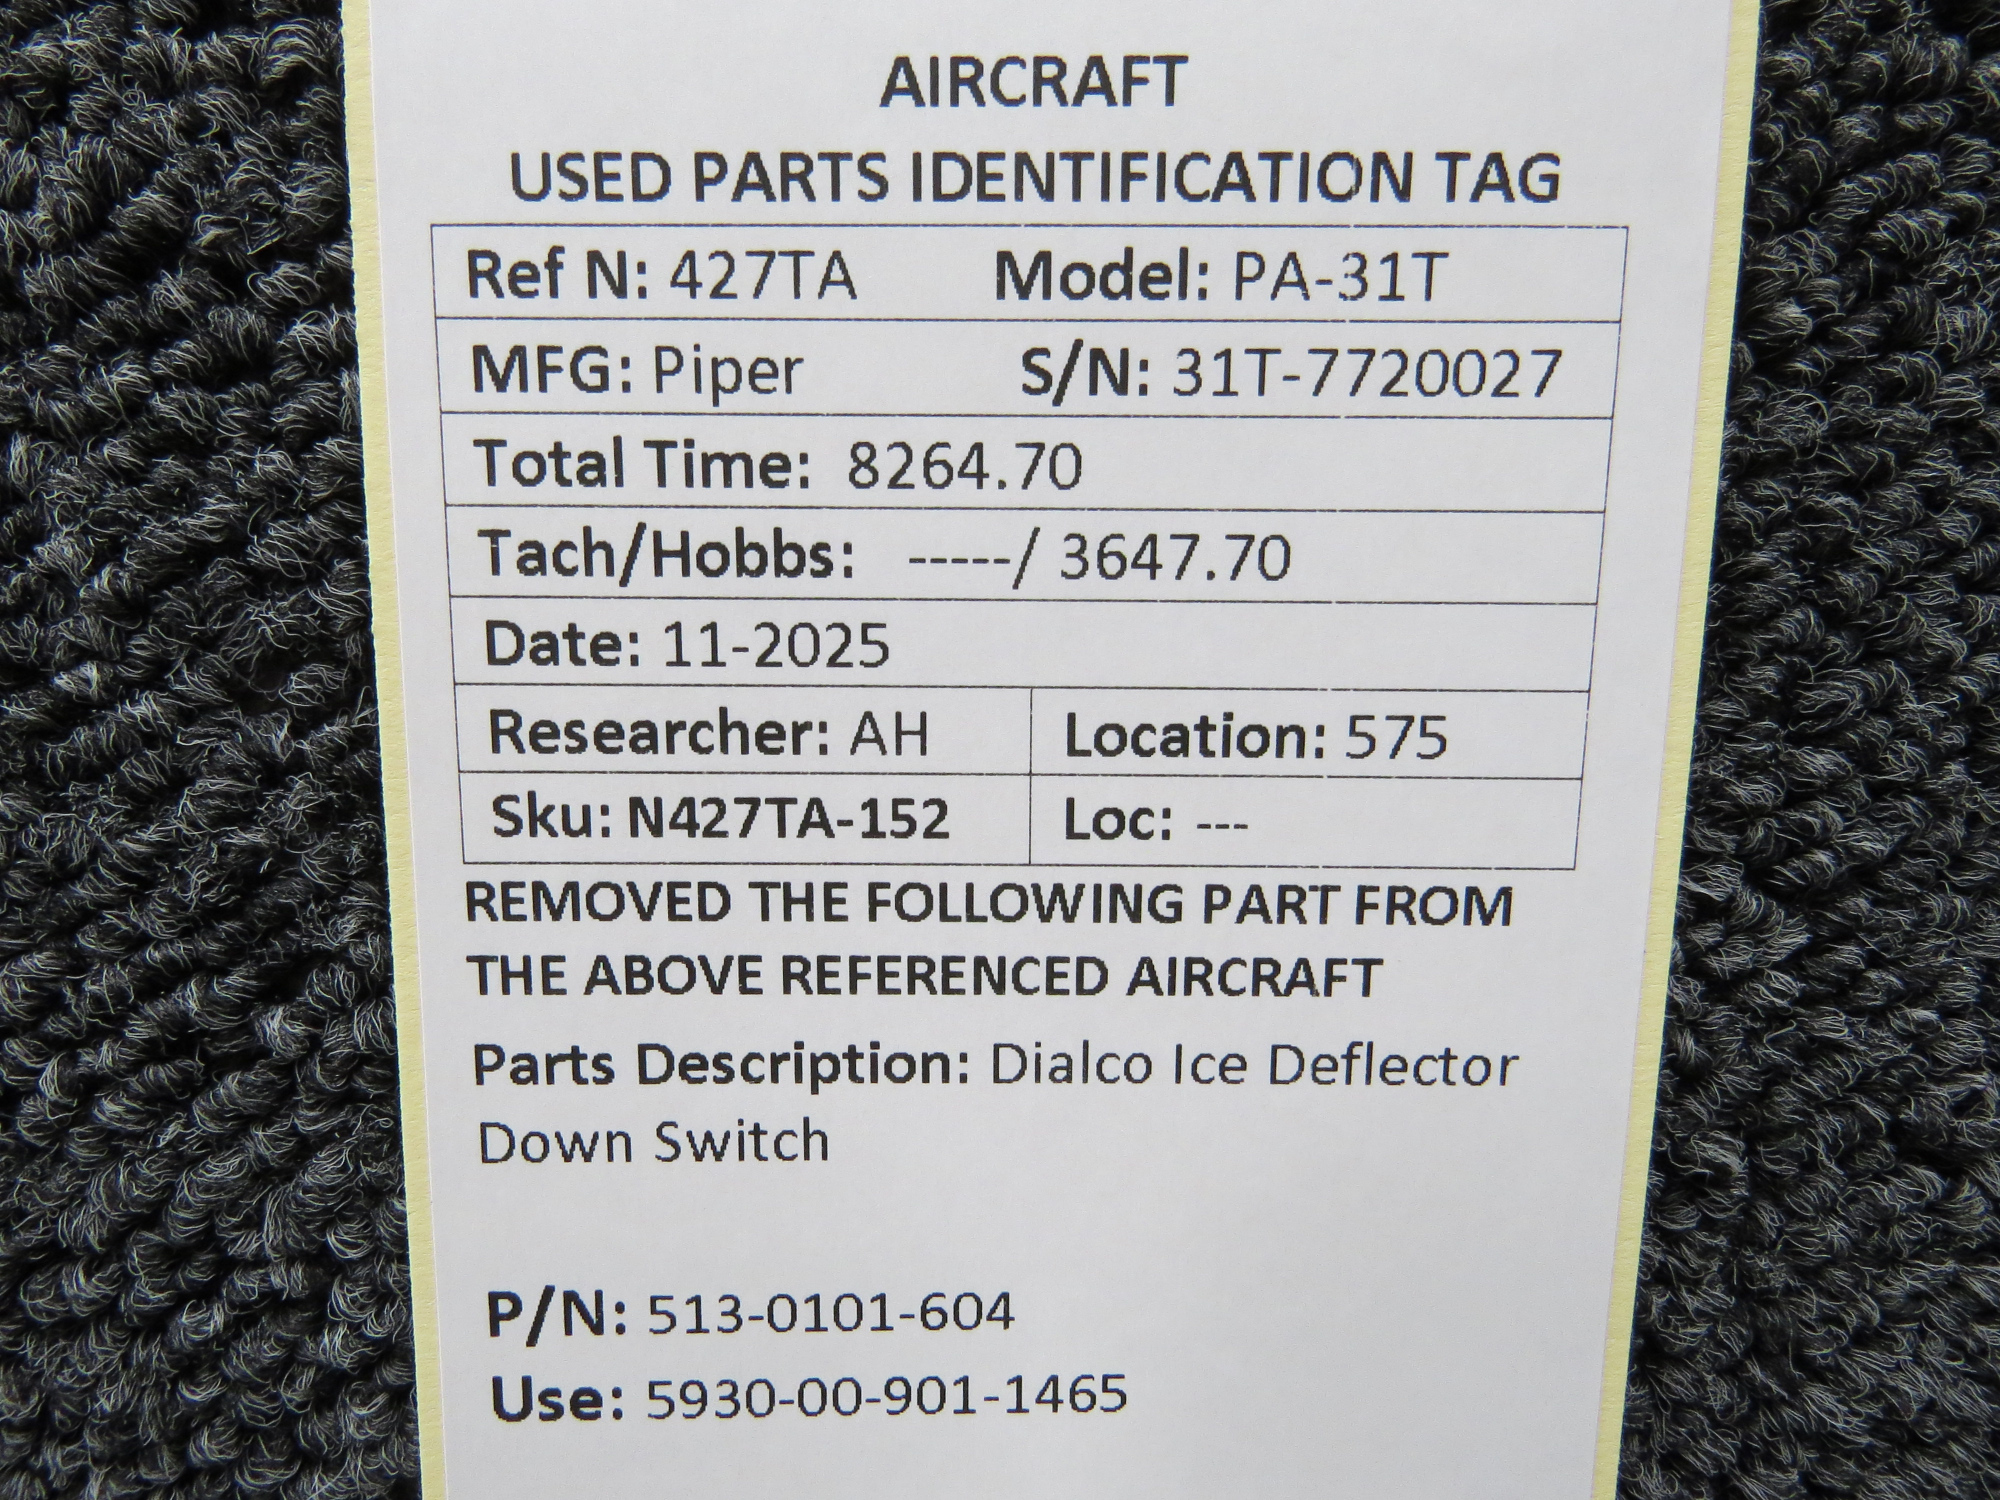 AIRCRAFT
USED PARTS IDENTIFICATION TAG
Ref N: 427TA Model: PA-31T
MFG: Piper S/N: 31T-7720027
Total Time: 8264.70
Tach/Hobbs: -----/ 3647.70
Date: 11-2025
Researcher: AH Location: 575
Sku: N427TA-152 Loc: ---
REMOVED THE FOLLOWING PART FROM
THE ABOVE REFERENCED AIRCRAFT
Parts Description: Dialco Ice Deflector
Down Switch
P/N: 513-0101-604
Use: 5930-00-901-1465